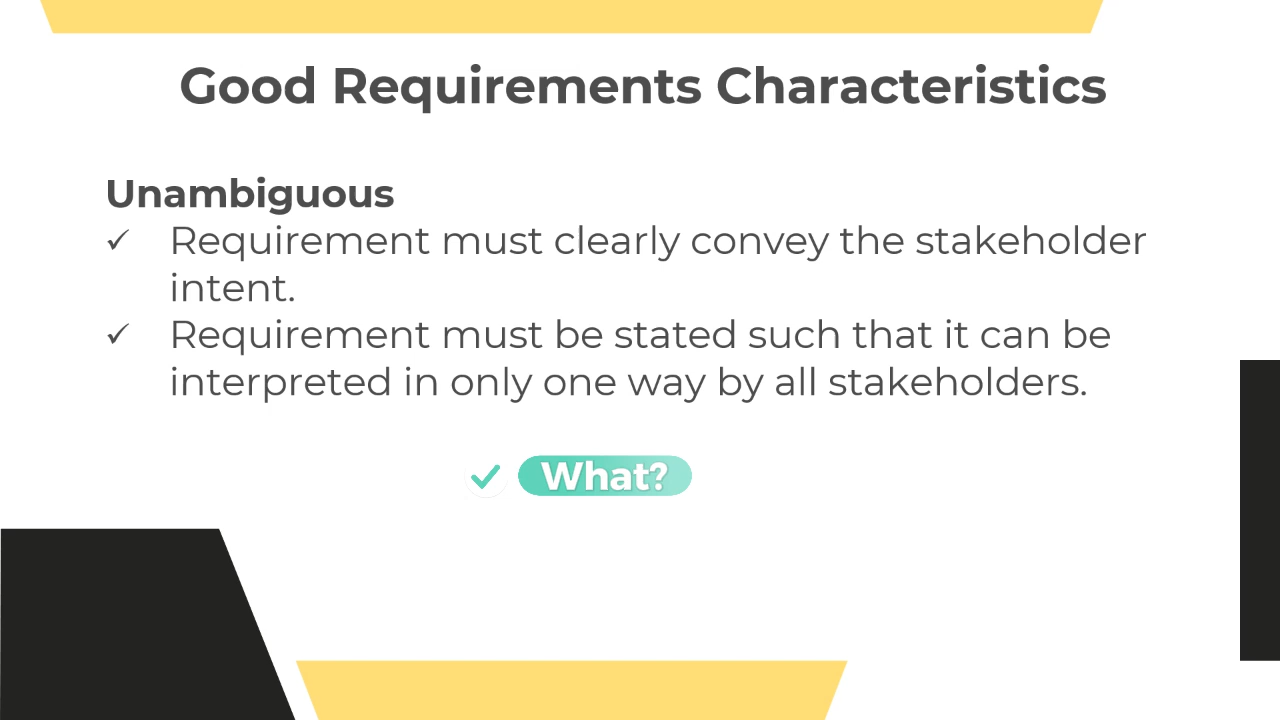 Good Requirements Characteristics
Unambiguous
✓ Requirement must clearly convey the stakeholder
intent.
✓ Requirement must be stated such that it can be
interpreted in only one way by all stakeholders.
✓ What?